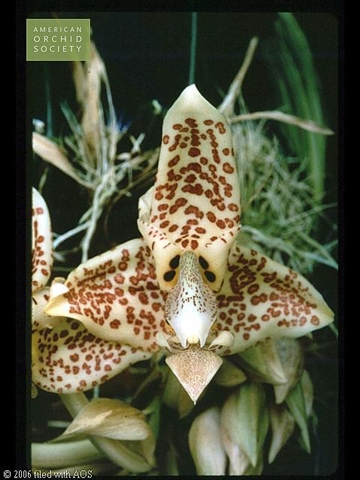 AMERICAN
ORCHID
SOCIETY
© 2006 filed with AOS